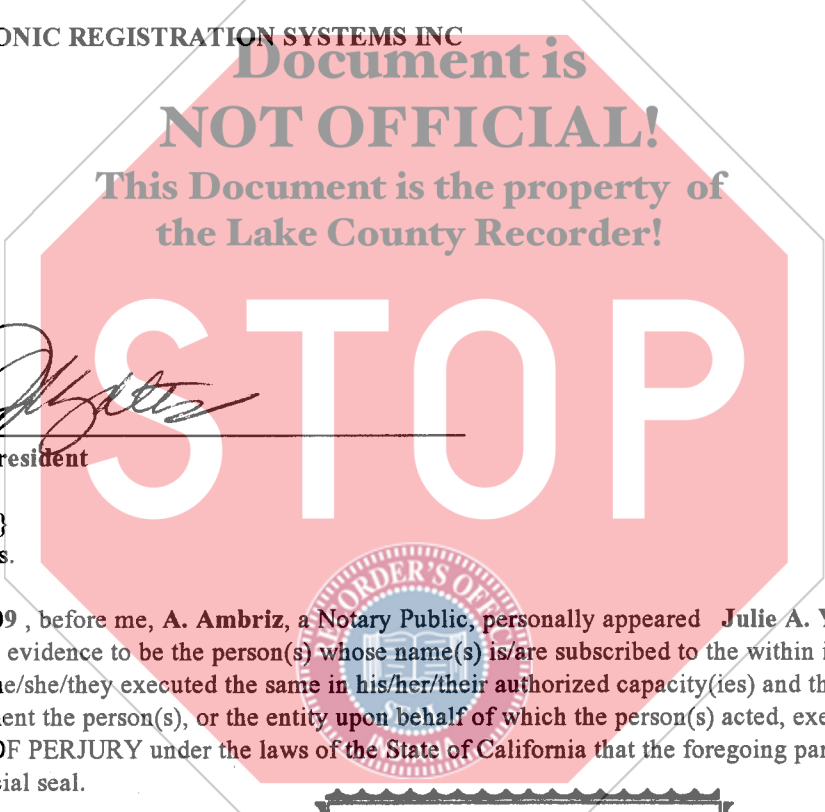 ONIC REGISTRATION SYSTEMS INC
Document is
NOT OFFICIAL!
This Document is the property of
the Lake County Recorder!
STOP
resident
}
s.
RECORDER'S OFFICE
09 , before me, A. Ambriz, a Notary Public, personally appeared Julie A. Y
evidence to be the person(s) whose name(s) is/are subscribed to the within i
he/she/they executed the same in his/her/their authorized capacity(ies) and th
ent the person(s), or the entity upon behalf of which the person(s) acted, exe
OF PERJURY under the laws of the State of California that the foregoing par
ial seal.